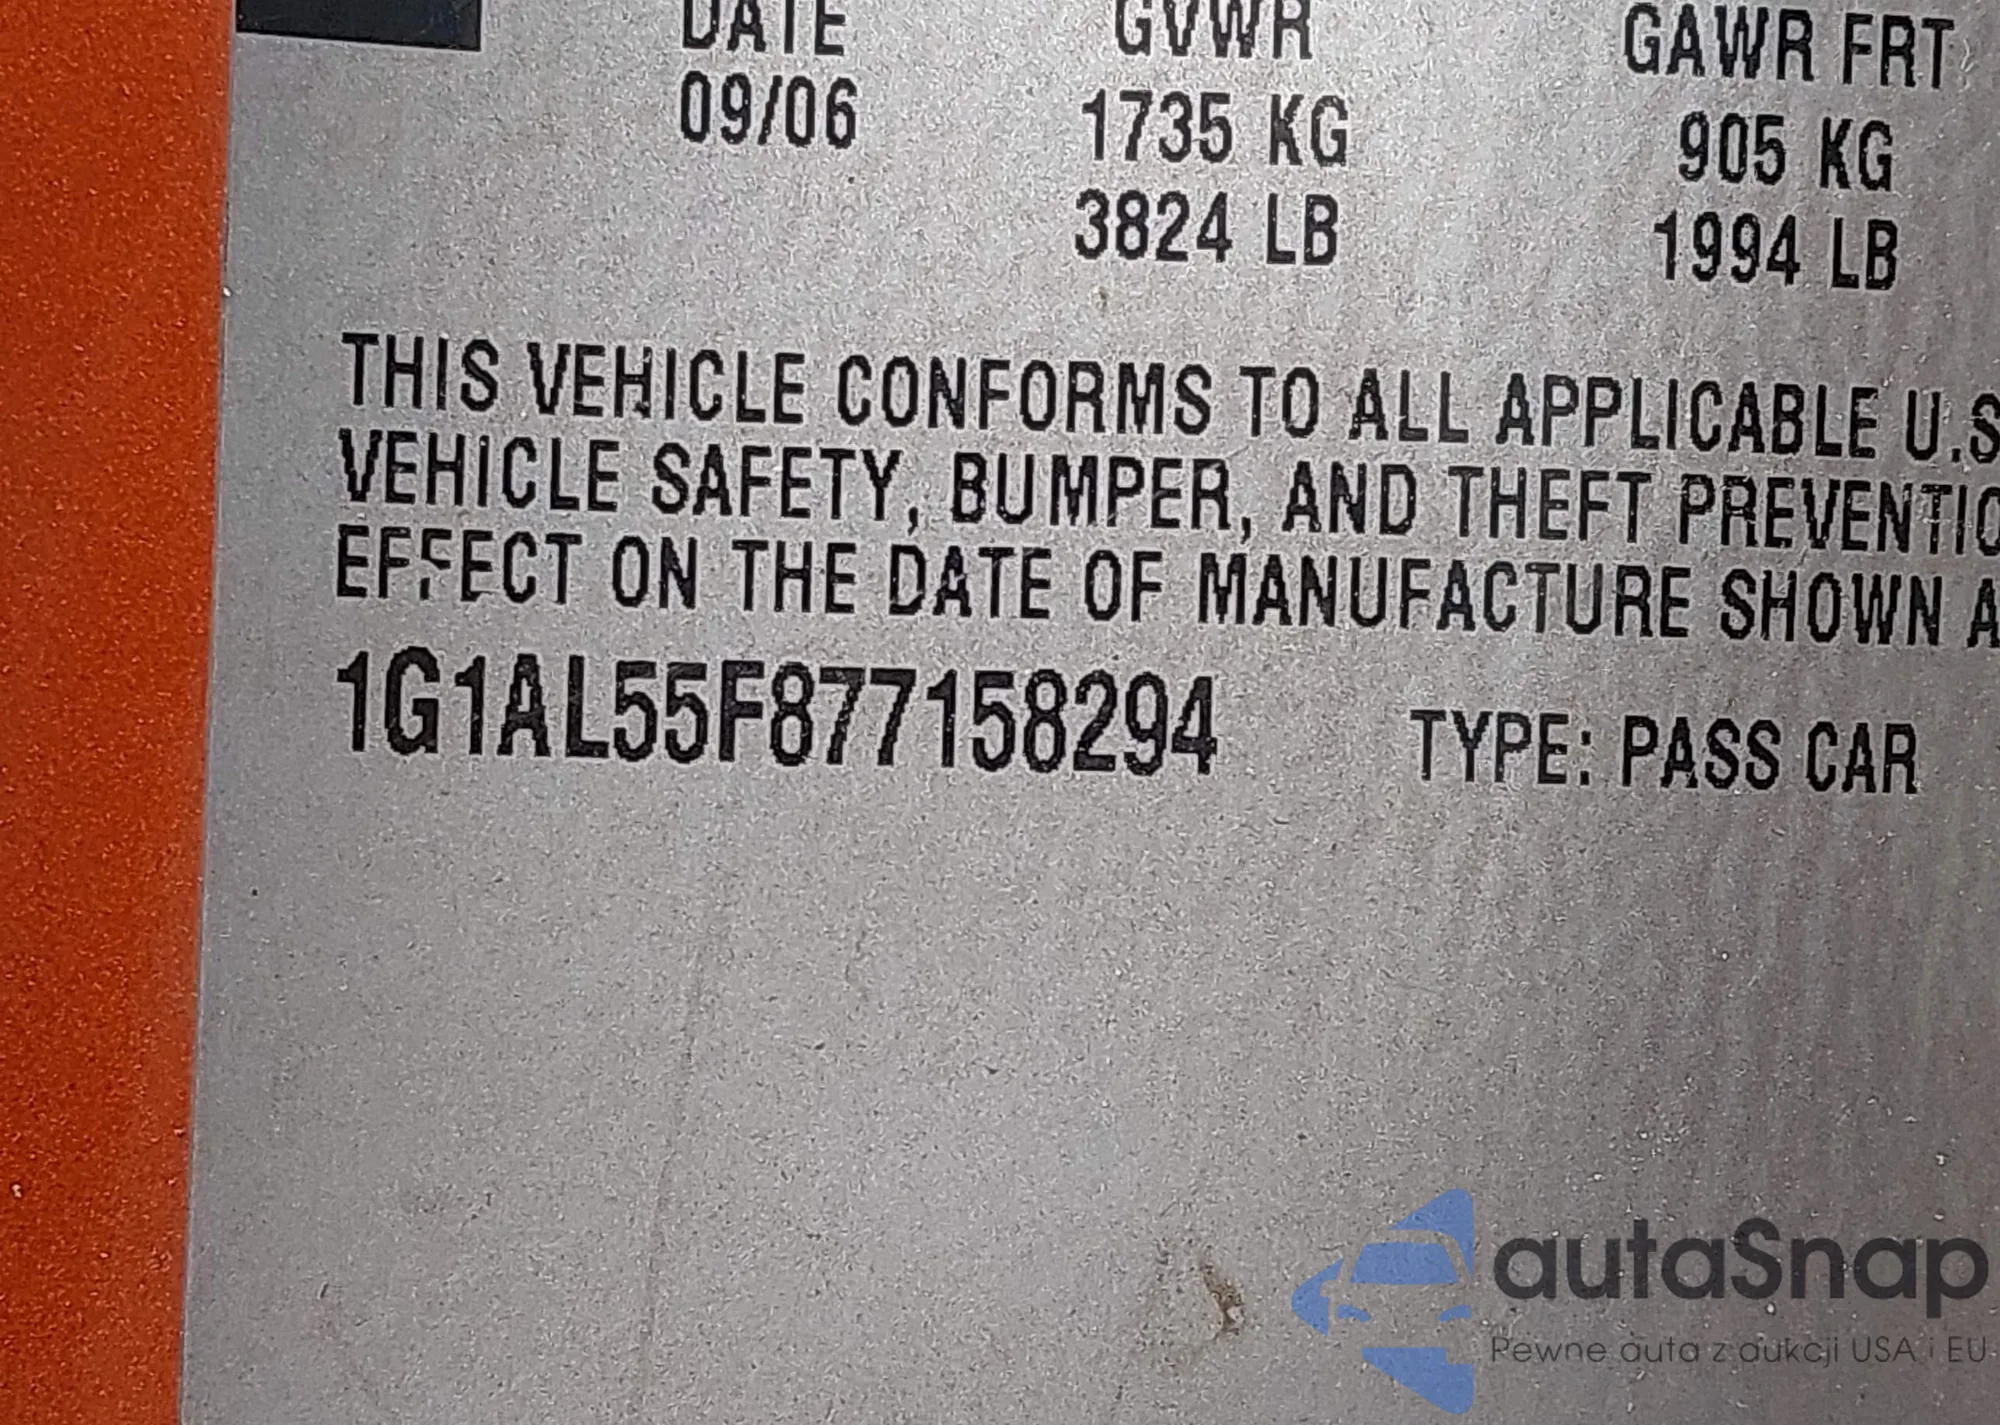 DATE GVWR GAWR FRT
09/06 1735 KG 905 KG
3824 LB 1994 LB
THIS VEHICLE CONFORMS TO ALL APPLICABLE U.S
VEHICLE SAFETY, BUMPER, AND THEFT PREVENTIO
EFFECT ON THE DATE OF MANUFACTURE SHOWN A
1G1AL55F877158294 TYPE: PASS CAR
autaSnap
Pewne auta z aukcji USA i EU